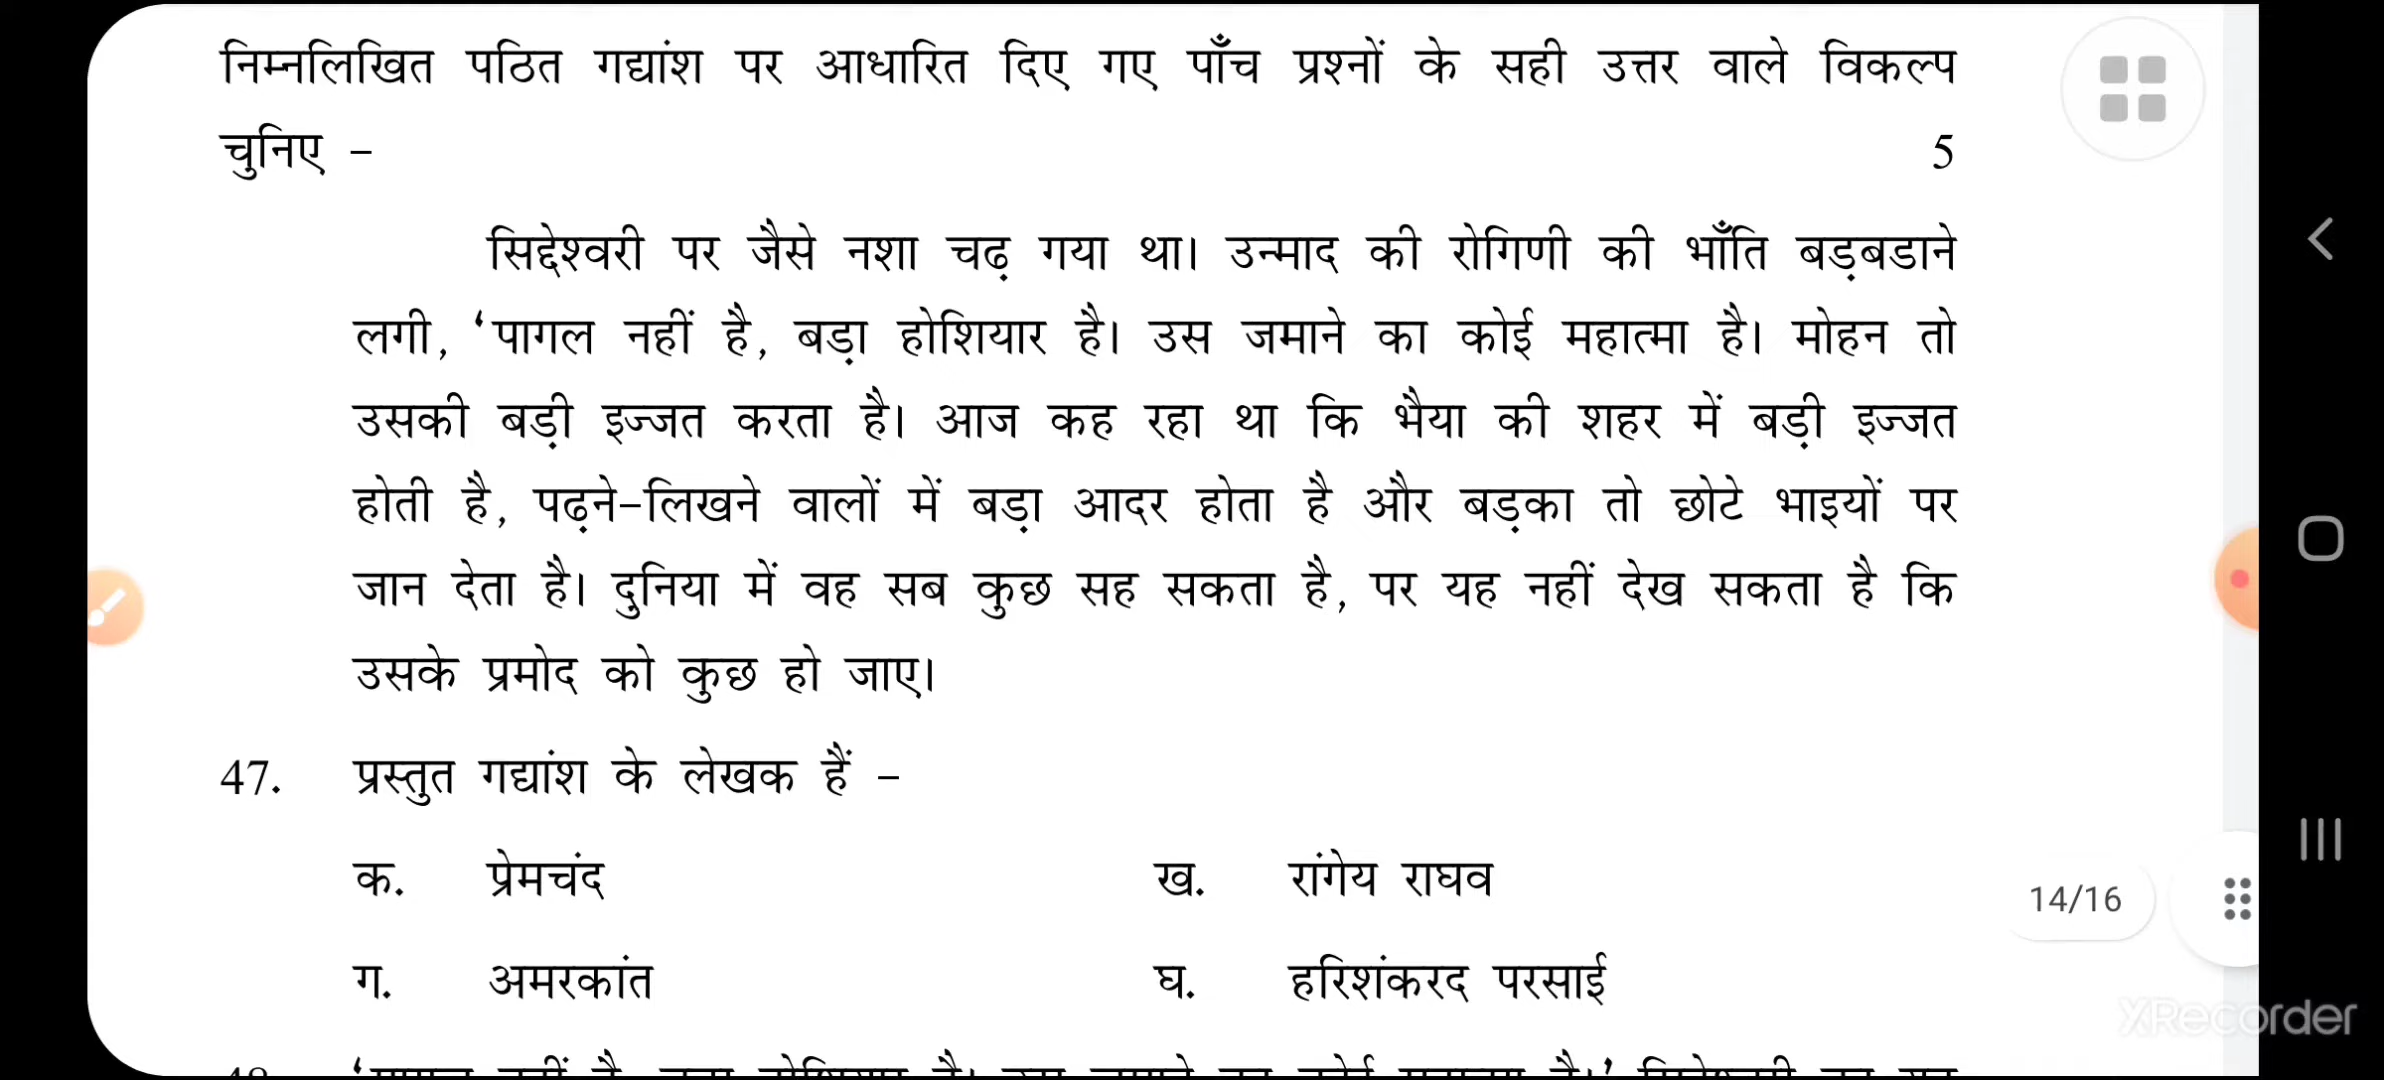 निम्नलिखित पठित गद्यांश पर आधारित दिए गए पाँच प्रश्नों के सही उत्तर वाले विकल्प
चुनिए – 5
सिद्देश्वरी पर जैसे नशा चढ़ गया था। उन्माद की रोगिणी की भाँति बड़बडाने
लगी, ‘पागल नहीं है, बड़ा होशियार है। उस जमाने का कोई महात्मा है। मोहन तो
उसकी बड़ी इज्जत करता है। आज कह रहा था कि भैया की शहर में बड़ी इज्जत
होती है, पढ़ने–लिखने वालों में बड़ा आदर होता है और बड़का तो छोटे भाइयों पर
जान देता है। दुनिया में वह सब कुछ सह सकता है, पर यह नहीं देख सकता है कि
उसके प्रमोद को कुछ हो जाए।
47. प्रस्तुत गद्यांश के लेखक हैं –
क. प्रेमचंद ख. रांगेय राघव
ग. अमरकांत घ. हरिशंकरद परसाई
14/16
XRecorder